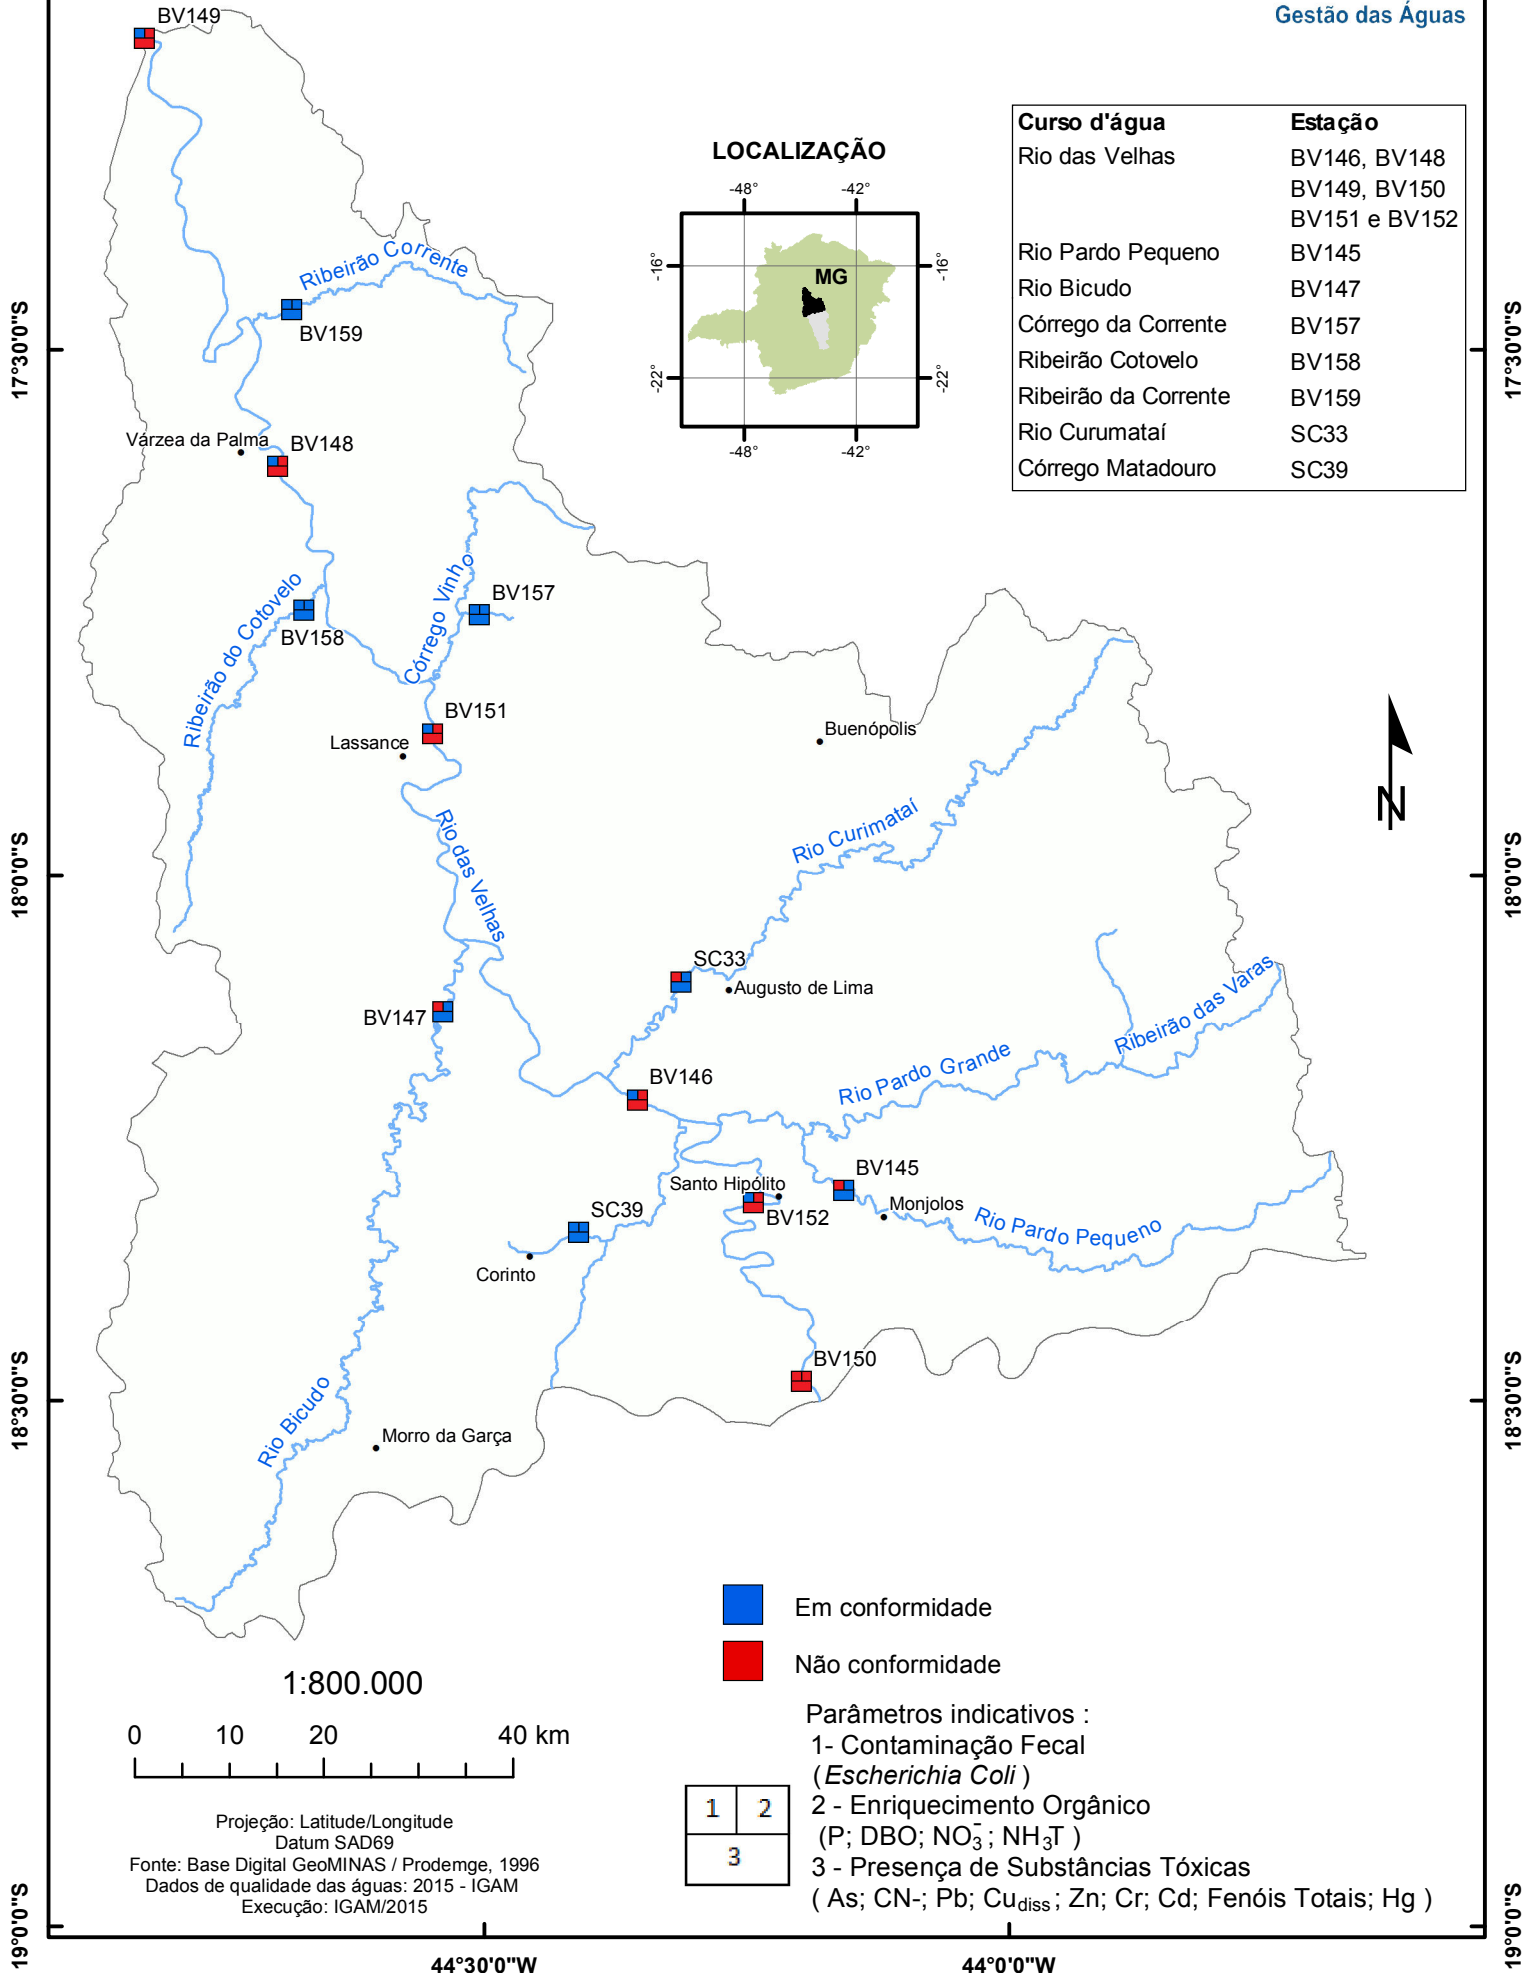 Gestão das Águas
BV149
Curso d'água Estação
Rio das Velhas BV146, BV148
BV149, BV150
BV151 e BV152
Rio Pardo Pequeno BV145
Rio Bicudo BV147
Córrego da Corrente BV157
Ribeirão Cotovelo BV158
Ribeirão da Corrente BV159
Rio Curumataí SC33
Córrego Matadouro SC39
LOCALIZAÇÃO
-48° -42°
-16° -16°
MG
-22° -22°
-48° -42°
Ribeirão Corrente
BV159
17°30'0"S 17°30'0"S
Várzea da Palma
BV148
Córrego Vinho
BV157
Ribeirão do Cotovelo
BV158
BV151
Lassance
Buenópolis
N
Rio das Velhas
Rio Curimataí
18°0'0"S 18°0'0"S
SC33
Augusto de Lima
Ribeirão das Varas
BV147
Rio Pardo Grande
BV146
BV145
Santo Hipólito
Monjolos
BV152
SC39
Rio Pardo Pequeno
Corinto
BV150
18°30'0"S 18°30'0"S
Rio Bicudo
Morro da Garça
Em conformidade
Não conformidade
1:800.000
0 10 20 40 km
Projeção: Latitude/Longitude
Datum SAD69
Fonte: Base Digital GeoMINAS / Prodemge, 1996
Dados de qualidade das águas: 2015 - IGAM
Execução: IGAM/2015
Parâmetros indicativos :
1- Contaminação Fecal
(Escherichia Coli )
1 2
3
2 - Enriquecimento Orgânico
(P; DBO; NO₃⁻; NH₃T )
3 - Presença de Substâncias Tóxicas
( As; CN-; Pb; Cu diss ; Zn; Cr; Cd; Fenóis Totais; Hg )
19°0'0"S 19°0'0"S
44°30'0"W 44°0'0"W